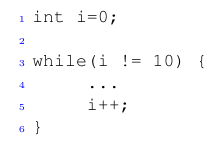 1 int i=0;
2
3 while(i != 10) {
4 ...
5 i++;
6 }